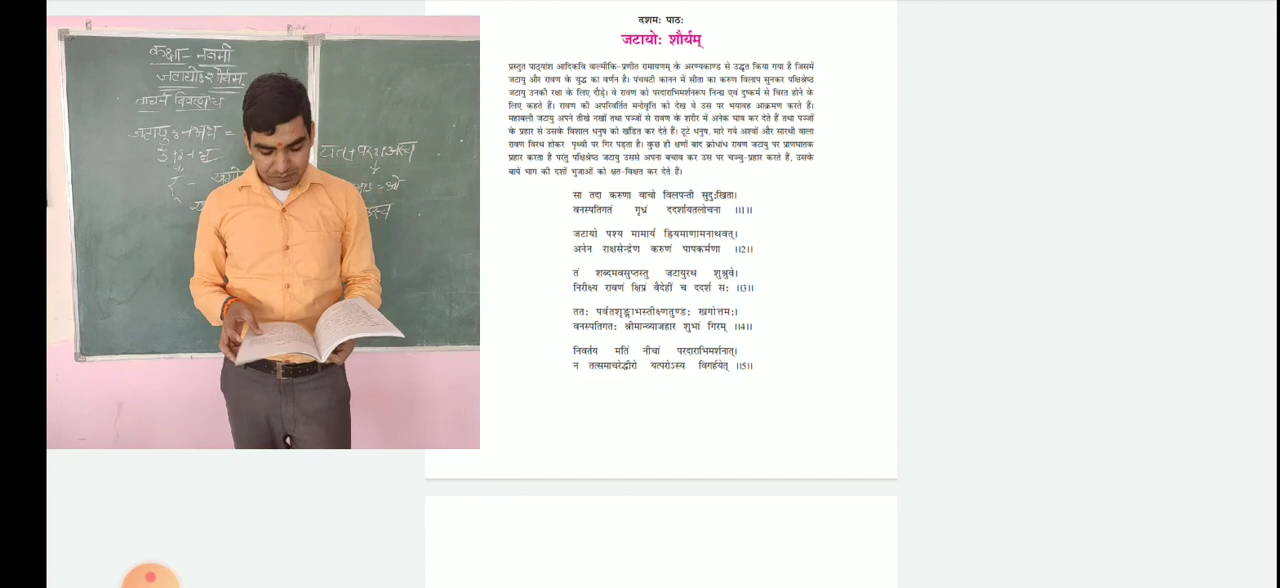 कक्षा - नवमी
जटायोः शौर्यम्
वाचन विवरण च
दशमः पाठः
जटायोः शौर्यम्
प्रस्तुत पाठ्यांश आदिकवि वाल्मीकि-प्रणीत रामायणम् के अरण्यकाण्ड से उद्धृत किया गया है जिसमें
जटायु और रावण के युद्ध का वर्णन है। पंचवटी कानन में सीता का करुण विलाप सुनकर पक्षिश्रेष्ठ
जटायु उनकी रक्षा के लिए दौड़े। वे रावण को परदाराभिमर्शनरूप निन्द्य एवं दुष्कर्म से विरत होने के
लिए कहते हैं। रावण की अपरिवर्तित मनोवृत्ति को देख वे उस पर भयावह आक्रमण करते हैं।
महाबली जटायु अपने तीखे नखों तथा पञ्जों से रावण के शरीर में अनेक घाव कर देते हैं तथा पञ्जों
के प्रहार से उसके विशाल धनुष को खंडित कर देते हैं। टूटे धनुष, मारे गये अश्वों और सारथी वाला
रावण विरथ होकर पृथ्वी पर गिर पड़ता है। कुछ ही क्षणों बाद क्रोधांध रावण जटायु पर प्राणघातक
प्रहार करता है परंतु पक्षिश्रेष्ठ जटायु उससे अपना बचाव कर उस पर चञ्चु-प्रहार करते हैं, उसके
बायें भाग की दशों भुजाओं को क्षत-विक्षत कर देते हैं।
सा तदा करुणा वाचो विलपन्ती सुदुःखिता।
वनस्पतिगतं गृध्रं ददर्शायतलोचना ।।1।।
जटायो पश्य मामार्य ह्रियमाणामनाथवत्।
अनेन राक्षसेन्द्रेण करुणं पापकर्मणा ।।2।।
तं शब्दमवसुप्तस्तु जटायुरथ शुश्रुवे।
निरीक्ष्य रावणं क्षिप्रं वैदेहीं च ददर्श सः ।।3।।
ततः पर्वतशृङ्गाभस्तीक्ष्णतुण्डः खगोत्तमः।
वनस्पतिगतः श्रीमान्व्याजहार शुभां गिरम् ।।4।।
निवर्तय मतिं नीचां परदाराभिमर्शनात्।
न तत्समाचरेद्धीरो यत्परोऽस्य विगर्हयेत् ।।5।।